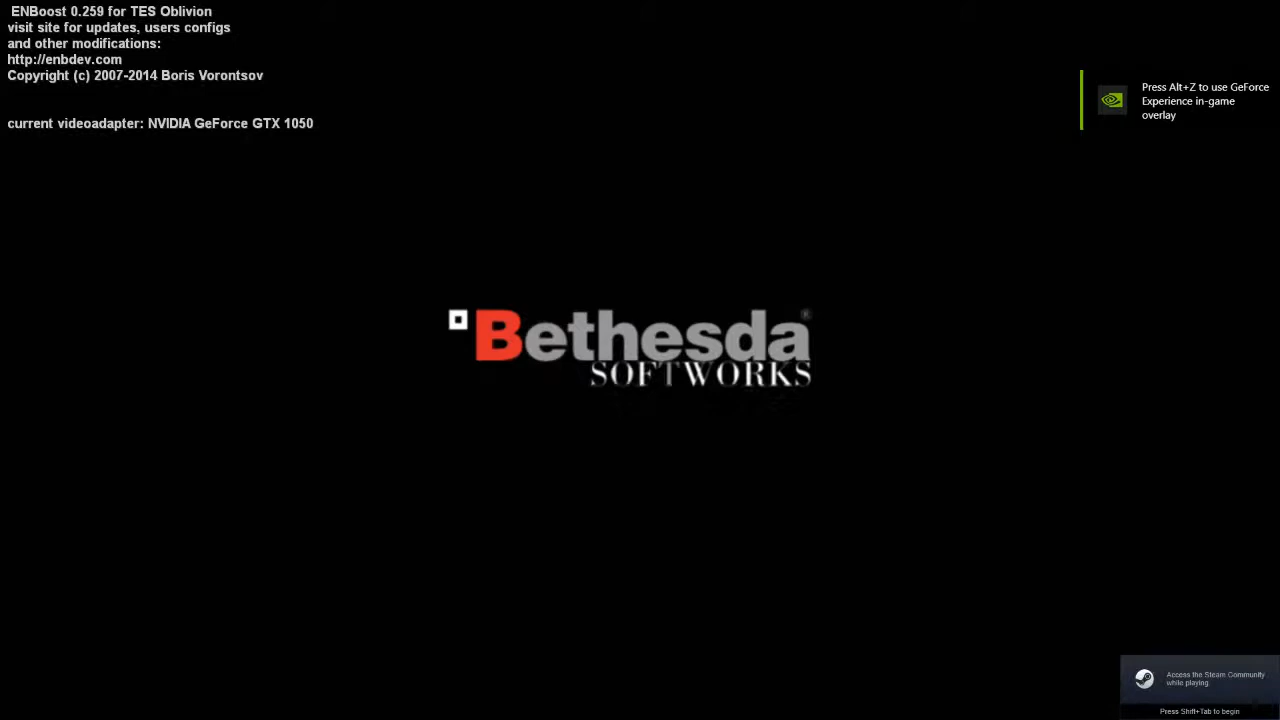 ENBoost 0.259 for TES Oblivion
visit site for updates, users configs
and other modifications:
http://enbdev.com
Copyright (c) 2007-2014 Boris Vorontsov
current videoadapter: NVIDIA GeForce GTX 1050
Press Alt+Z to use GeForce
Experience in-game
overlay
Bethesda®
SOFTWORKS
Access the Steam Community
while playing
Press Shift+Tab to begin